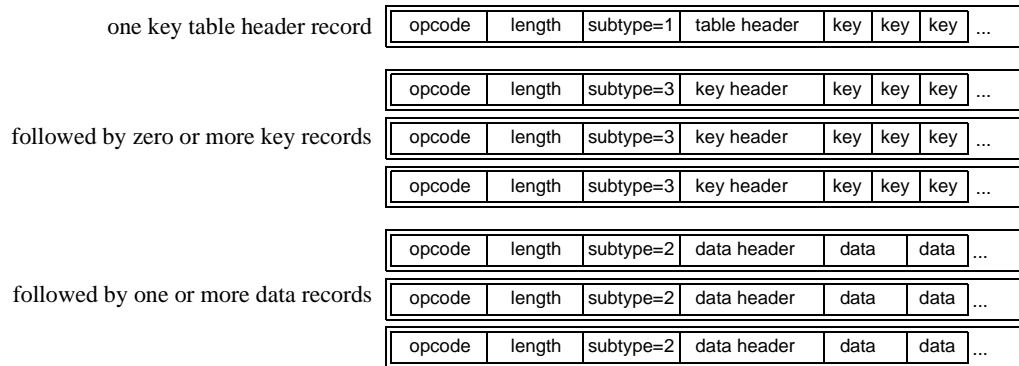 one key table header record opcode length subtype=1 table header key key key ...
opcode length subtype=3 key header key key key ...
followed by zero or more key records opcode length subtype=3 key header key key key ...
opcode length subtype=3 key header key key key ...
opcode length subtype=2 data header data data ...
followed by one or more data records opcode length subtype=2 data header data data ...
opcode length subtype=2 data header data data ...